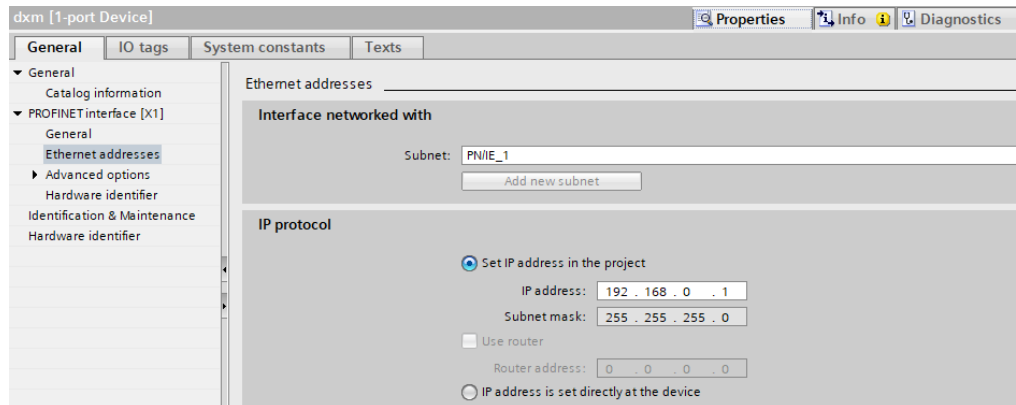 dxm [1-port Device]
Properties Info Diagnostics
General IO tags System constants Texts
General
Catalog information
PROFINET interface [X1]
General
Ethernet addresses
Advanced options
Hardware identifier
Identification & Maintenance
Hardware identifier
Ethernet addresses
Interface networked with
Subnet: PN/IE_1
Add new subnet
IP protocol
Set IP address in the project
IP address: 192 . 168 . 0 . 1
Subnet mask: 255 . 255 . 255 . 0
Use router
Router address: 0 . 0 . 0 . 0
IP address is set directly at the device